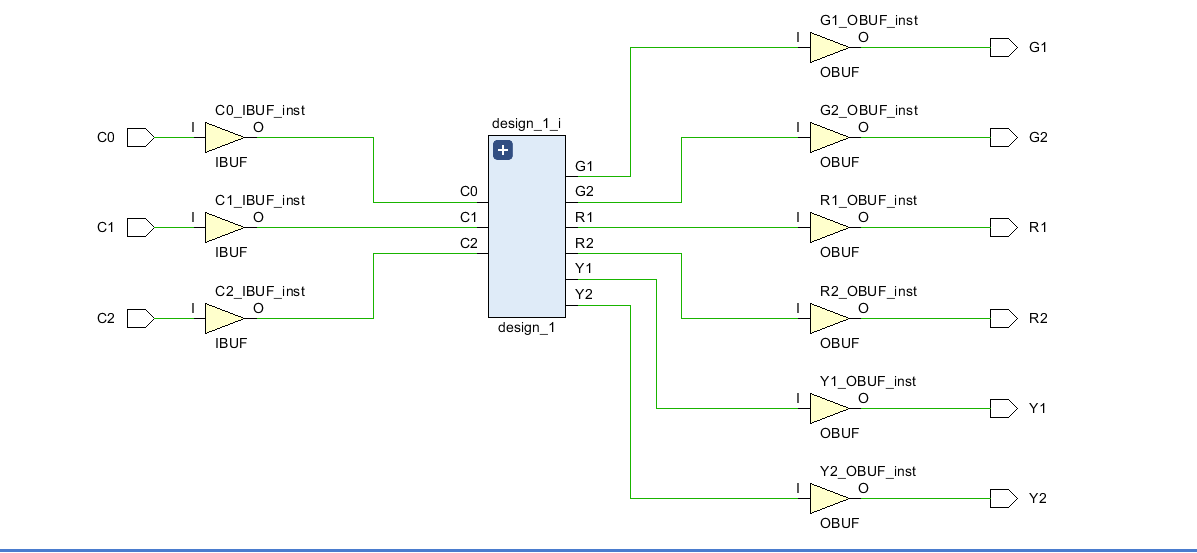 G1_OBUF_inst
I
O
G1
OBUF
C0_IBUF_inst
G2_OBUF_inst
C0
I
O
design_1_i
I
O
G2
IBUF
OBUF
G1
C0
G2
C1_IBUF_inst
R1_OBUF_inst
C1
I
O
C1
R1
I
O
R1
IBUF
C2
R2
OBUF
Y1
C2_IBUF_inst
Y2
R2_OBUF_inst
C2
I
O
I
O
R2
design_1
IBUF
OBUF
Y1_OBUF_inst
I
O
Y1
OBUF
Y2_OBUF_inst
I
O
Y2
OBUF